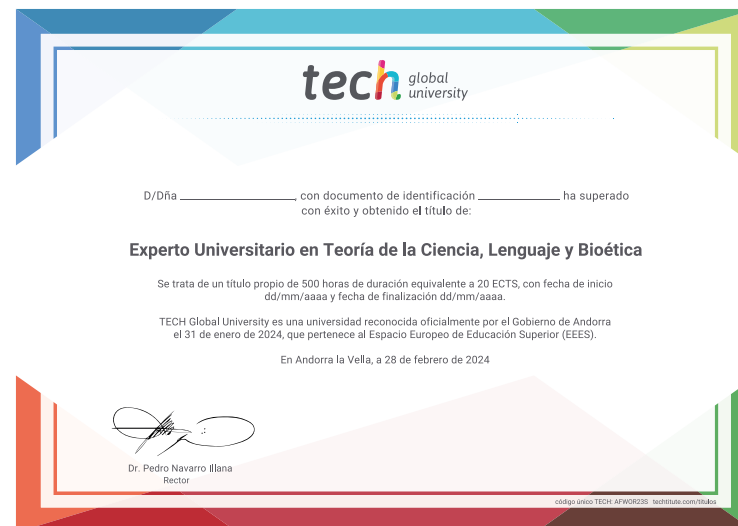 tech global
university
D/Dña ____________________, con documento de identificación ______________ ha superado
con éxito y obtenido el título de:
Experto Universitario en Teoría de la Ciencia, Lenguaje y Bioética
Se trata de un título propio de 500 horas de duración equivalente a 20 ECTS, con fecha de inicio
dd/mm/aaaa y fecha de finalización dd/mm/aaaa.
TECH Global University es una universidad reconocida oficialmente por el Gobierno de Andorra
el 31 de enero de 2024, que pertenece al Espacio Europeo de Educación Superior (EEES).
En Andorra la Vella, a 28 de febrero de 2024
Dr. Pedro Navarro Illana
Rector
código único TECH: AFWOR23S techtitute.com/titulos